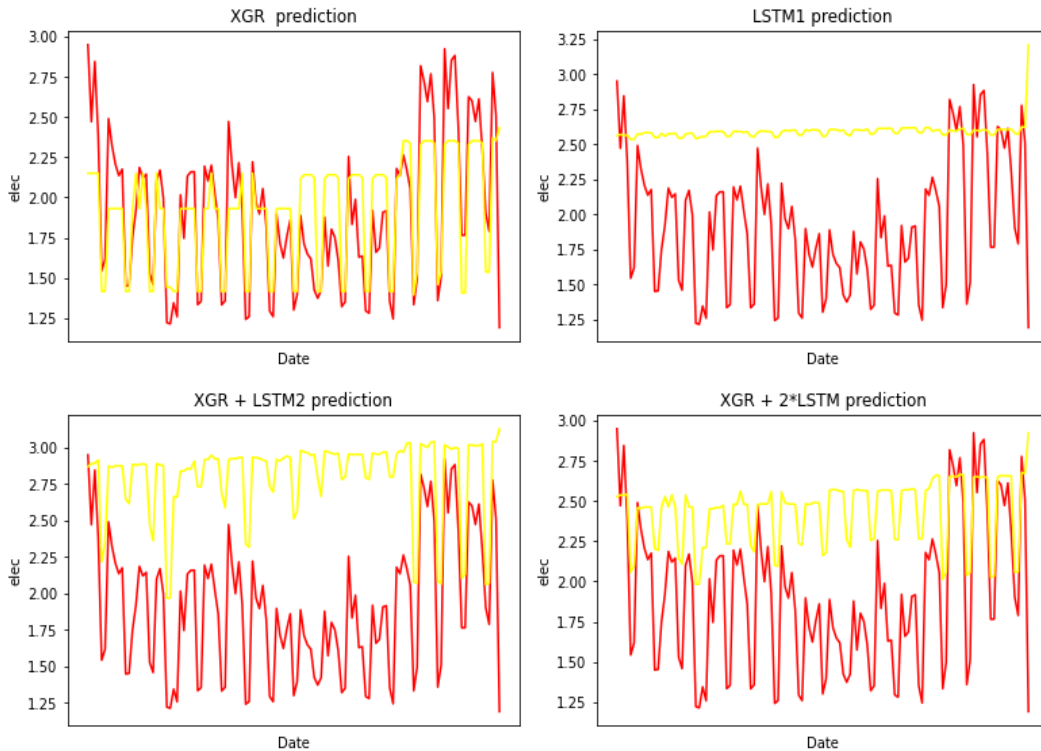 XGR  prediction
3.00
2.75
2.50
2.25
2.00
1.75
1.50
1.25
elec
Date
LSTM1 prediction
3.25
3.00
2.75
2.50
2.25
2.00
1.75
1.50
1.25
elec
Date
XGR + LSTM2 prediction
3.00
2.75
2.50
2.25
2.00
1.75
1.50
1.25
elec
Date
XGR + 2*LSTM prediction
3.00
2.75
2.50
2.25
2.00
1.75
1.50
1.25
elec
Date